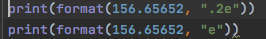 print(format(156.65652, ".2e"))
print(format(156.65652, "e"))